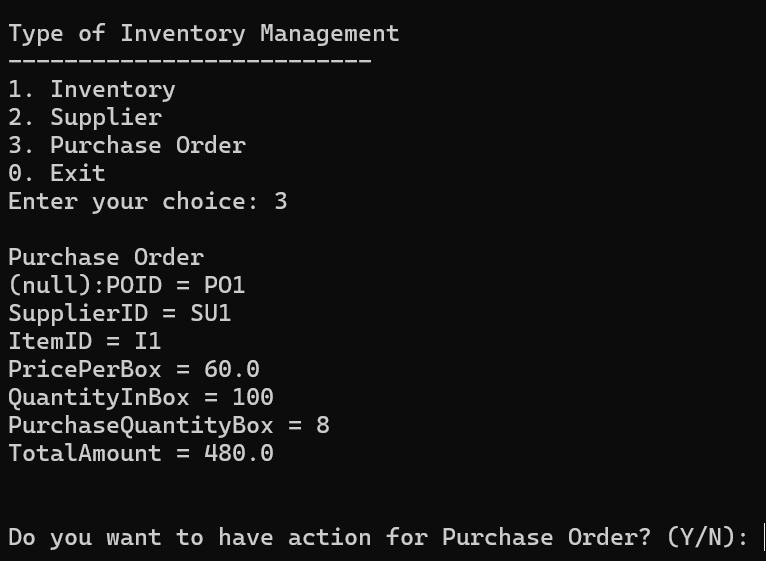 Type of Inventory Management
--------------------------
1. Inventory
2. Supplier
3. Purchase Order
0. Exit
Enter your choice: 3
Purchase Order
(null):POID = PO1
SupplierID = SU1
ItemID = I1
PricePerBox = 60.0
QuantityInBox = 100
PurchaseQuantityBox = 8
TotalAmount = 480.0
Do you want to have action for Purchase Order? (Y/N):